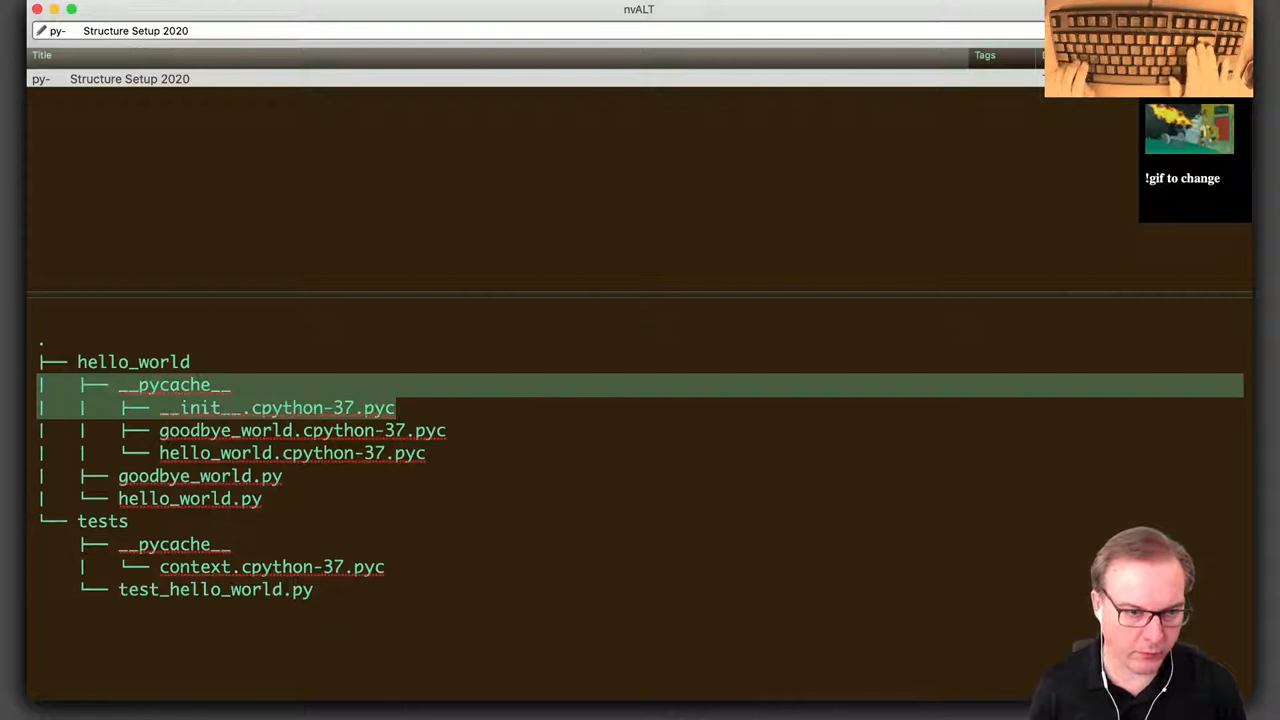 nvALT
py- Structure Setup 2020
Title Tags
py- Structure Setup 2020
!gif to change
.
├── hello_world
│   ├── __pycache__
│   │   ├── __init__.cpython-37.pyc
│   │   ├── goodbye_world.cpython-37.pyc
│   │   └── hello_world.cpython-37.pyc
│   ├── goodbye_world.py
│   └── hello_world.py
└── tests
    ├── __pycache__
    │   └── context.cpython-37.pyc
    └── test_hello_world.py